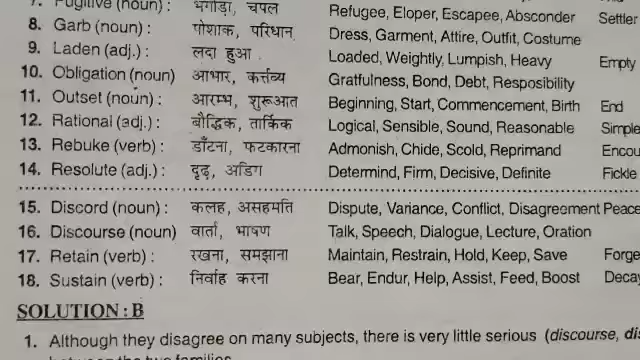 7. Fugitive (noun) : भगोड़ा, चपल Refugee, Eloper, Escapee, Absconder Settler
8. Garb (noun) : पोशाक, परिधान Dress, Garment, Attire, Outfit, Costume
9. Laden (adj.) : लदा हुआ Loaded, Weightly, Lumpish, Heavy Empty
10. Obligation (noun) आभार, कर्त्तव्य Gratfulness, Bond, Debt, Resposibility
11. Outset (noun) : आरम्भ, शुरूआत Beginning, Start, Commencement, Birth End
12. Rational (adj.) : बौद्धिक, तार्किक Logical, Sensible, Sound, Reasonable Simple
13. Rebuke (verb) : डाँटना, फटकारना Admonish, Chide, Scold, Reprimand Encou
14. Resolute (adj.) : दृढ़, अडिग Determind, Firm, Decisive, Definite Fickle
15. Discord (noun) : कलह, असहमति Dispute, Variance, Conflict, Disagreement Peace
16. Discourse (noun) वार्ता, भाषण Talk, Speech, Dialogue, Lecture, Oration
17. Retain (verb) : रखना, समझाना Maintain, Restrain, Hold, Keep, Save Forge
18. Sustain (verb) : निर्वाह करना Bear, Endur, Help, Assist, Feed, Boost Decay
SOLUTION : B
1. Although they disagree on many subjects, there is very little serious (discourse, dis
between the two families